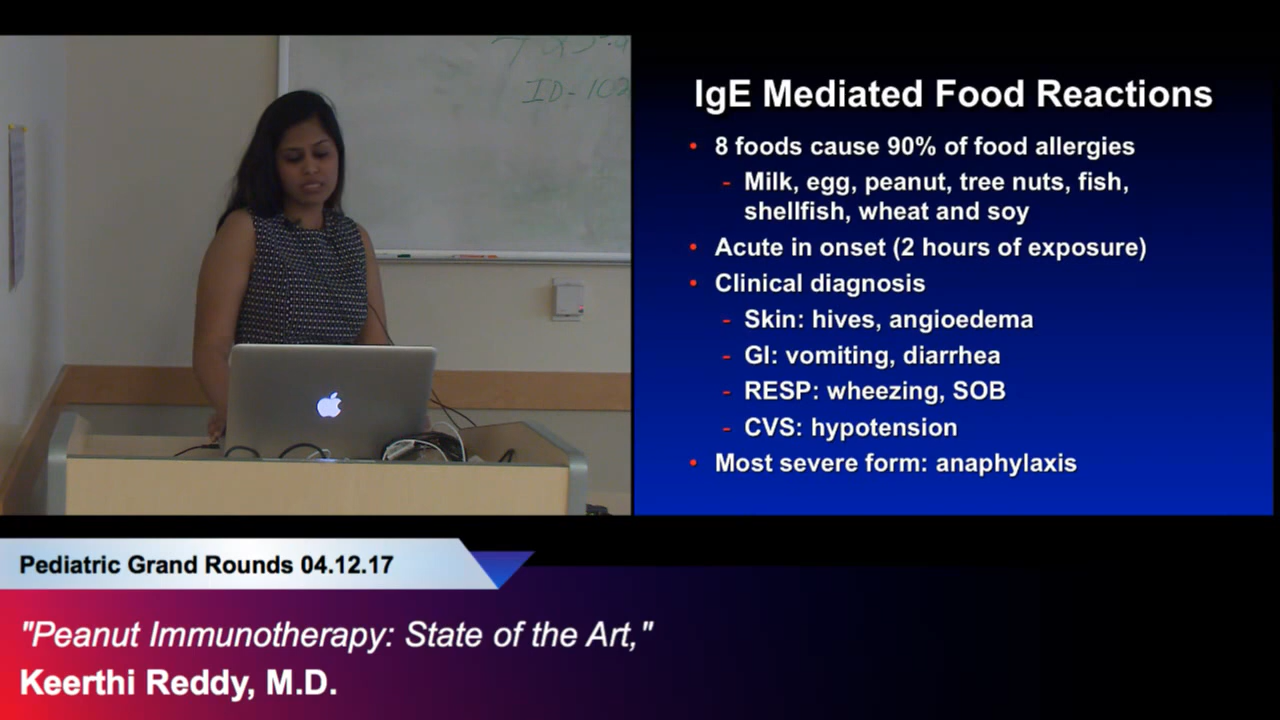 ID-102
IgE Mediated Food Reactions
• 8 foods cause 90% of food allergies
- Milk, egg, peanut, tree nuts, fish,
shellfish, wheat and soy
• Acute in onset (2 hours of exposure)
• Clinical diagnosis
- Skin: hives, angioedema
- GI: vomiting, diarrhea
- RESP: wheezing, SOB
- CVS: hypotension
• Most severe form: anaphylaxis
Pediatric Grand Rounds 04.12.17
"Peanut Immunotherapy: State of the Art,"
Keerthi Reddy, M.D.